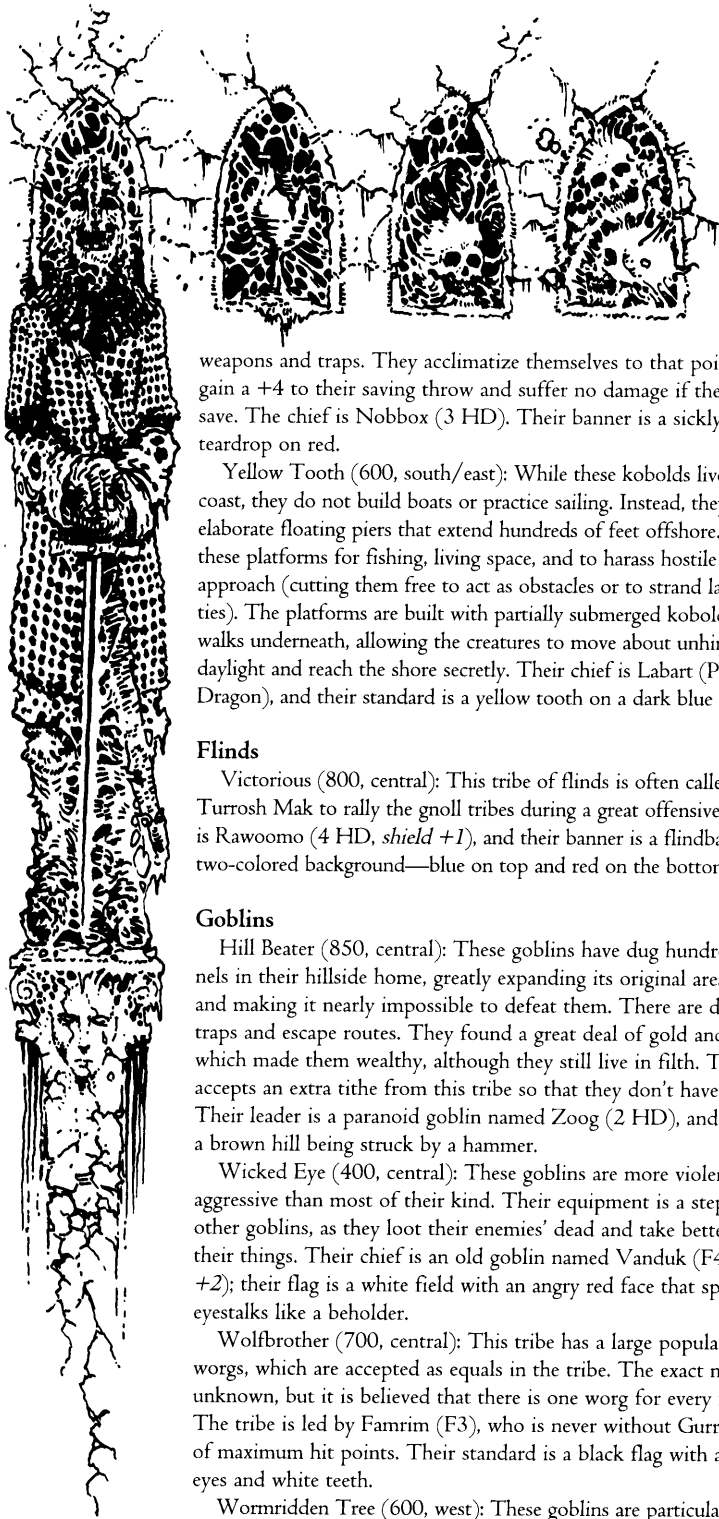 weapons and traps. They acclimatize themselves to that poi
gain a +4 to their saving throw and suffer no damage if the
save. The chief is Nobbox (3 HD). Their banner is a sickly
teardrop on red.
Yellow Tooth (600, south/east): While these kobolds live
coast, they do not build boats or practice sailing. Instead, they
elaborate floating piers that extend hundreds of feet offshore.
these platforms for fishing, living space, and to harass hostile
approach (cutting them free to act as obstacles or to strand la
ties). The platforms are built with partially submerged kobold
walks underneath, allowing the creatures to move about unhin
daylight and reach the shore secretly. Their chief is Labart (P
Dragon), and their standard is a yellow tooth on a dark blue
Flinds
Victorious (800, central): This tribe of flinds is often calle
Turrosh Mak to rally the gnoll tribes during a great offensive
is Rawoomo (4 HD, shield +1), and their banner is a flindba
two-colored background—blue on top and red on the bottom
Goblins
Hill Beater (850, central): These goblins have dug hundre
nels in their hillside home, greatly expanding its original area
and making it nearly impossible to defeat them. There are d
traps and escape routes. They found a great deal of gold and
which made them wealthy, although they still live in filth. T
accepts an extra tithe from this tribe so that they don't have
Their leader is a paranoid goblin named Zoog (2 HD), and
a brown hill being struck by a hammer.
Wicked Eye (400, central): These goblins are more violen
aggressive than most of their kind. Their equipment is a step
other goblins, as they loot their enemies' dead and take bette
their things. Their chief is an old goblin named Vanduk (F4
+2); their flag is a white field with an angry red face that sp
eyestalks like a beholder.
Wolfbrother (700, central): This tribe has a large popula
worgs, which are accepted as equals in the tribe. The exact n
unknown, but it is believed that there is one worg for every
The tribe is led by Famrim (F3), who is never without Gurr
of maximum hit points. Their standard is a black flag with a
eyes and white teeth.
Wormridden Tree (600, west): These goblins are particula